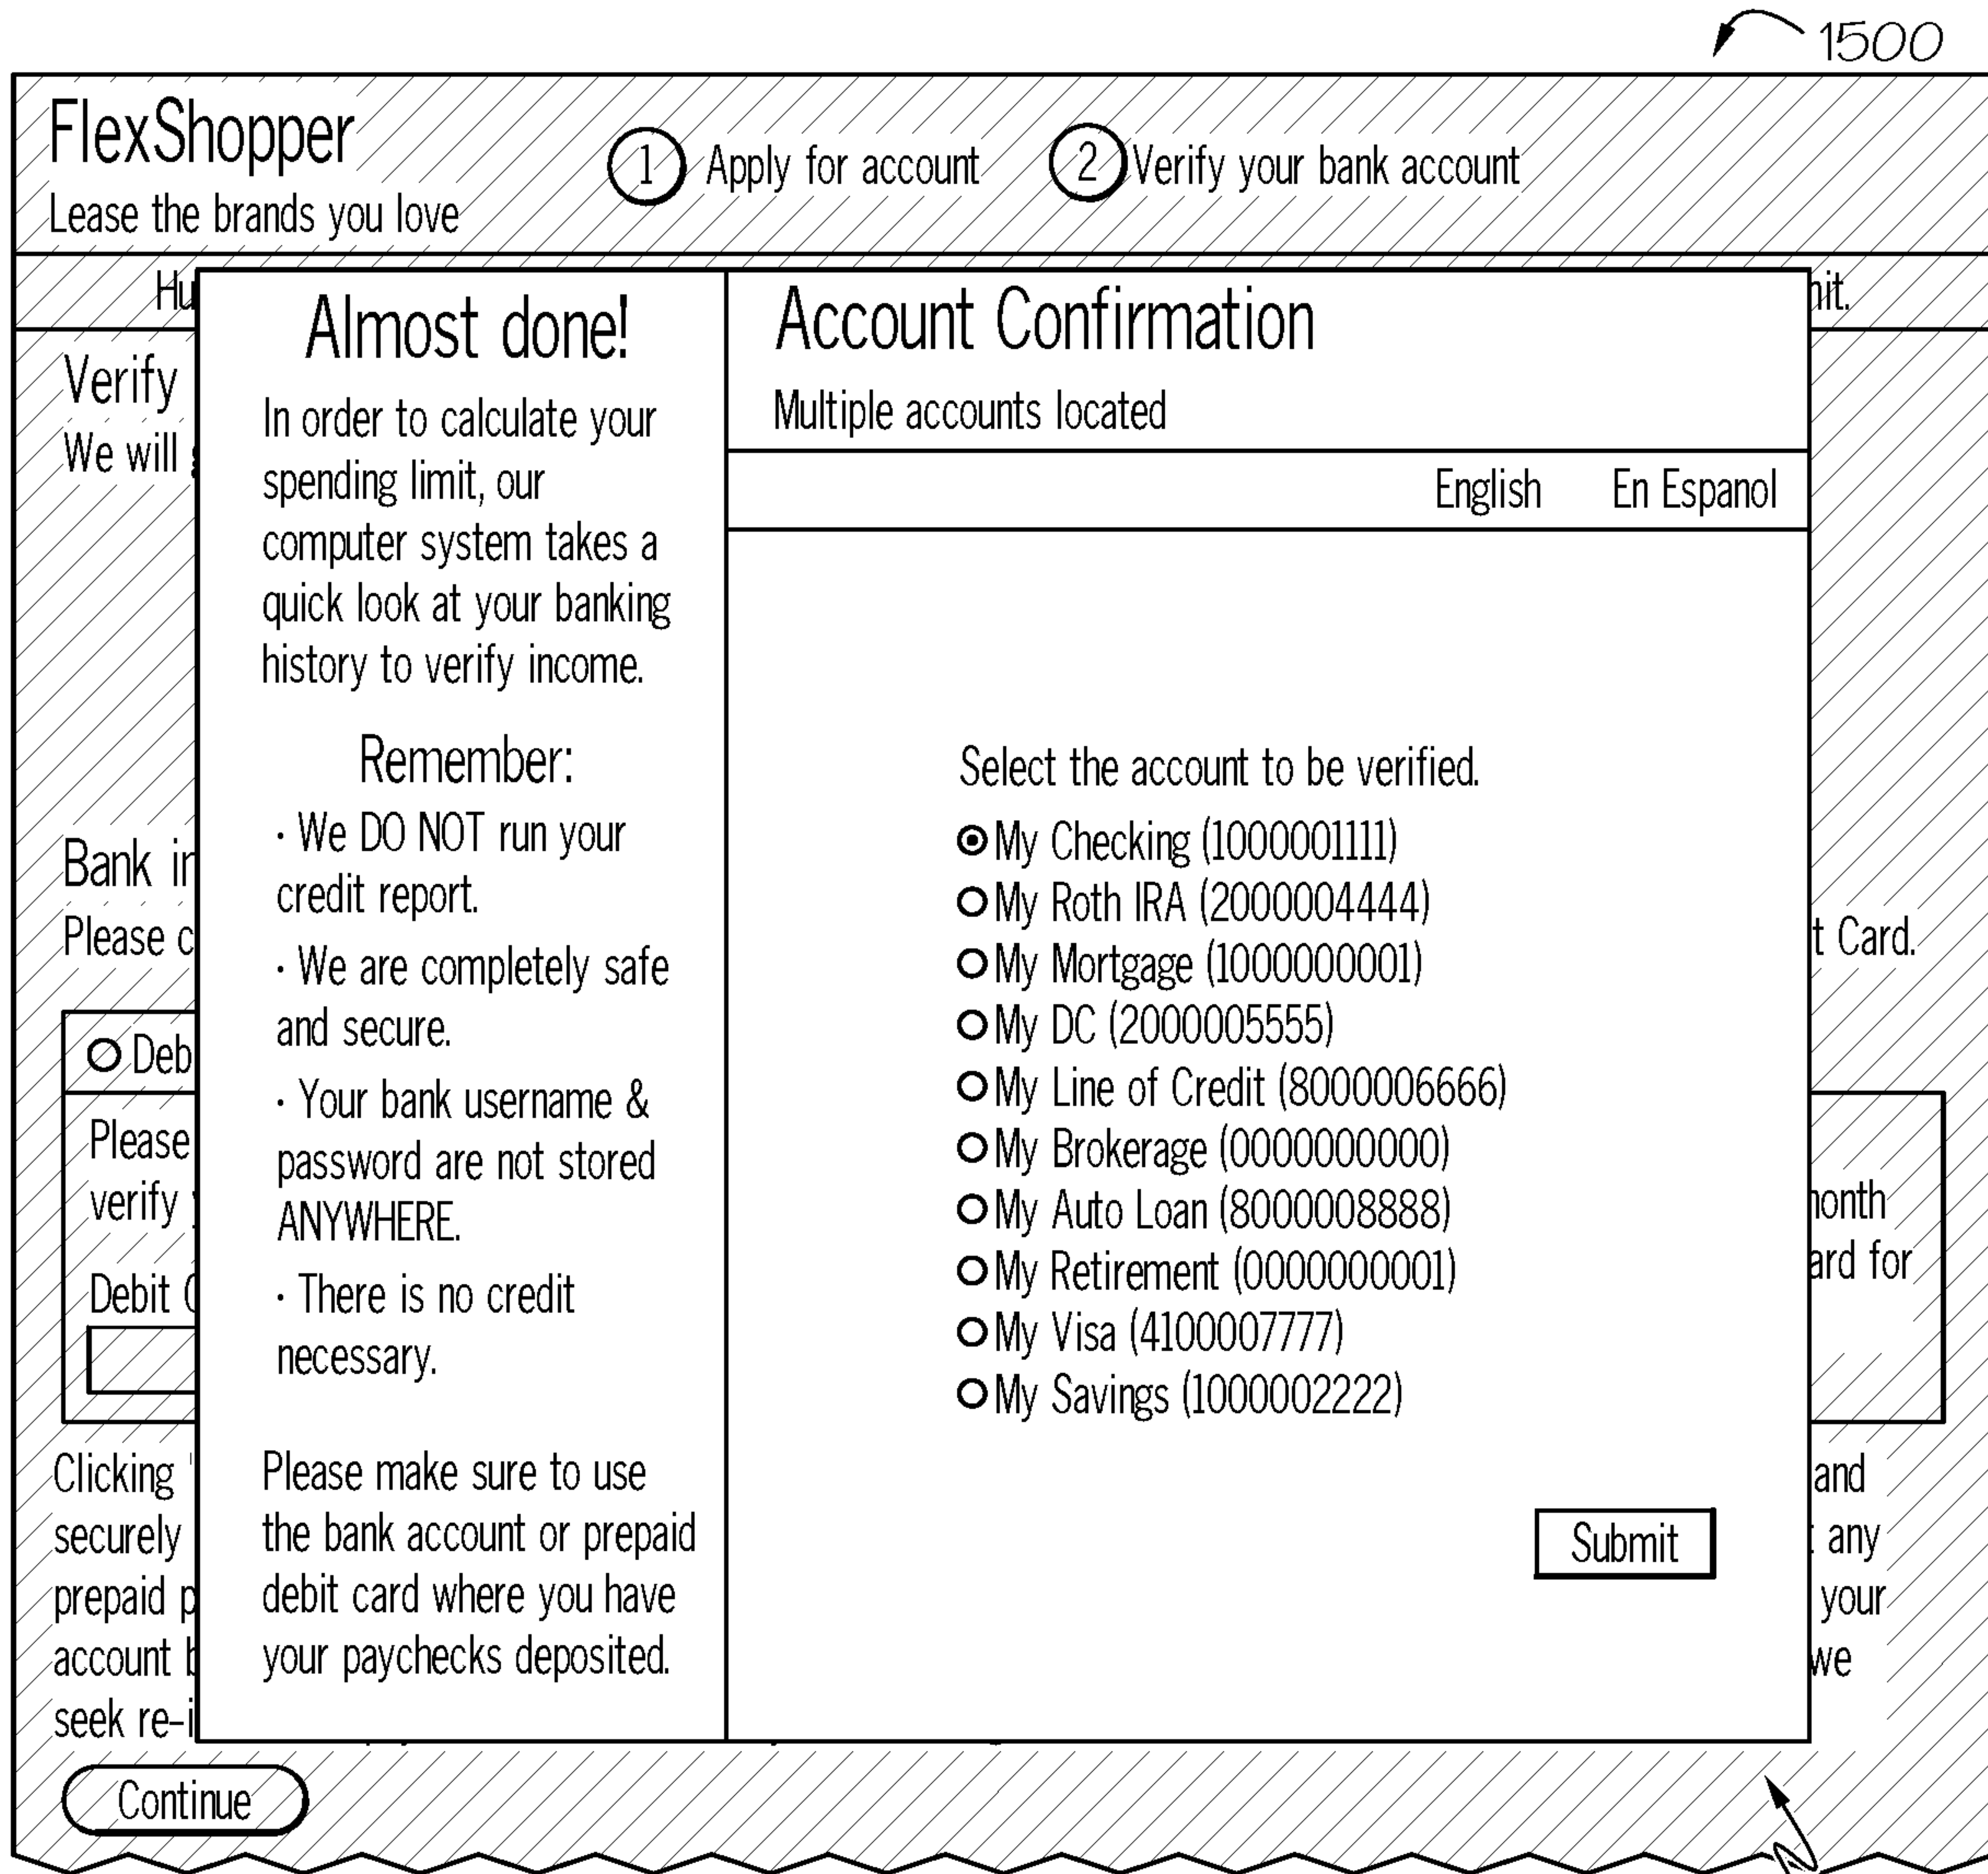 1500
FlexShopper
Lease the brands you love
1 Apply for account
2 Verify your bank account
Almost done!
In order to calculate your
spending limit, our
computer system takes a
quick look at your banking
history to verify income.
Remember:
· We DO NOT run your
credit report.
· We are completely safe
and secure.
· Your bank username &
password are not stored
ANYWHERE.
· There is no credit
necessary.
Please make sure to use
the bank account or prepaid
debit card where you have
your paychecks deposited.
Account Confirmation
Multiple accounts located
English En Espanol
Select the account to be verified.
My Checking (1000001111)
My Roth IRA (2000004444)
My Mortgage (1000000001)
My DC (2000005555)
My Line of Credit (8000006666)
My Brokerage (0000000000)
My Auto Loan (8000008888)
My Retirement (0000000001)
My Visa (4100007777)
My Savings (1000002222)
Submit
Verify
We will
Bank
Please
Card.
Please
verify
ard for
Debit
Clicking
and
securely
any
prepaid
your
account
we
seek
Continue